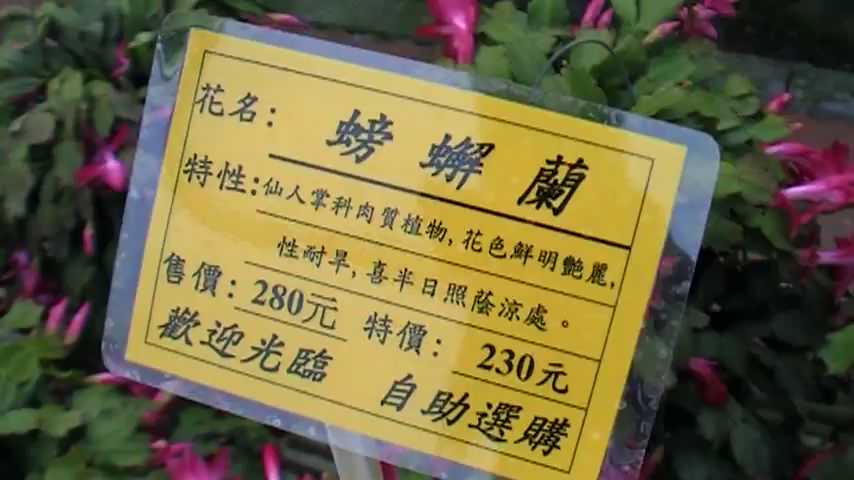 花名：螃蟹蘭
特性：仙人掌科肉質植物，花色鮮明艷麗，
性耐旱，喜半日照蔭涼處。
售價：280元 特價：230元
歡迎光臨 自助選購